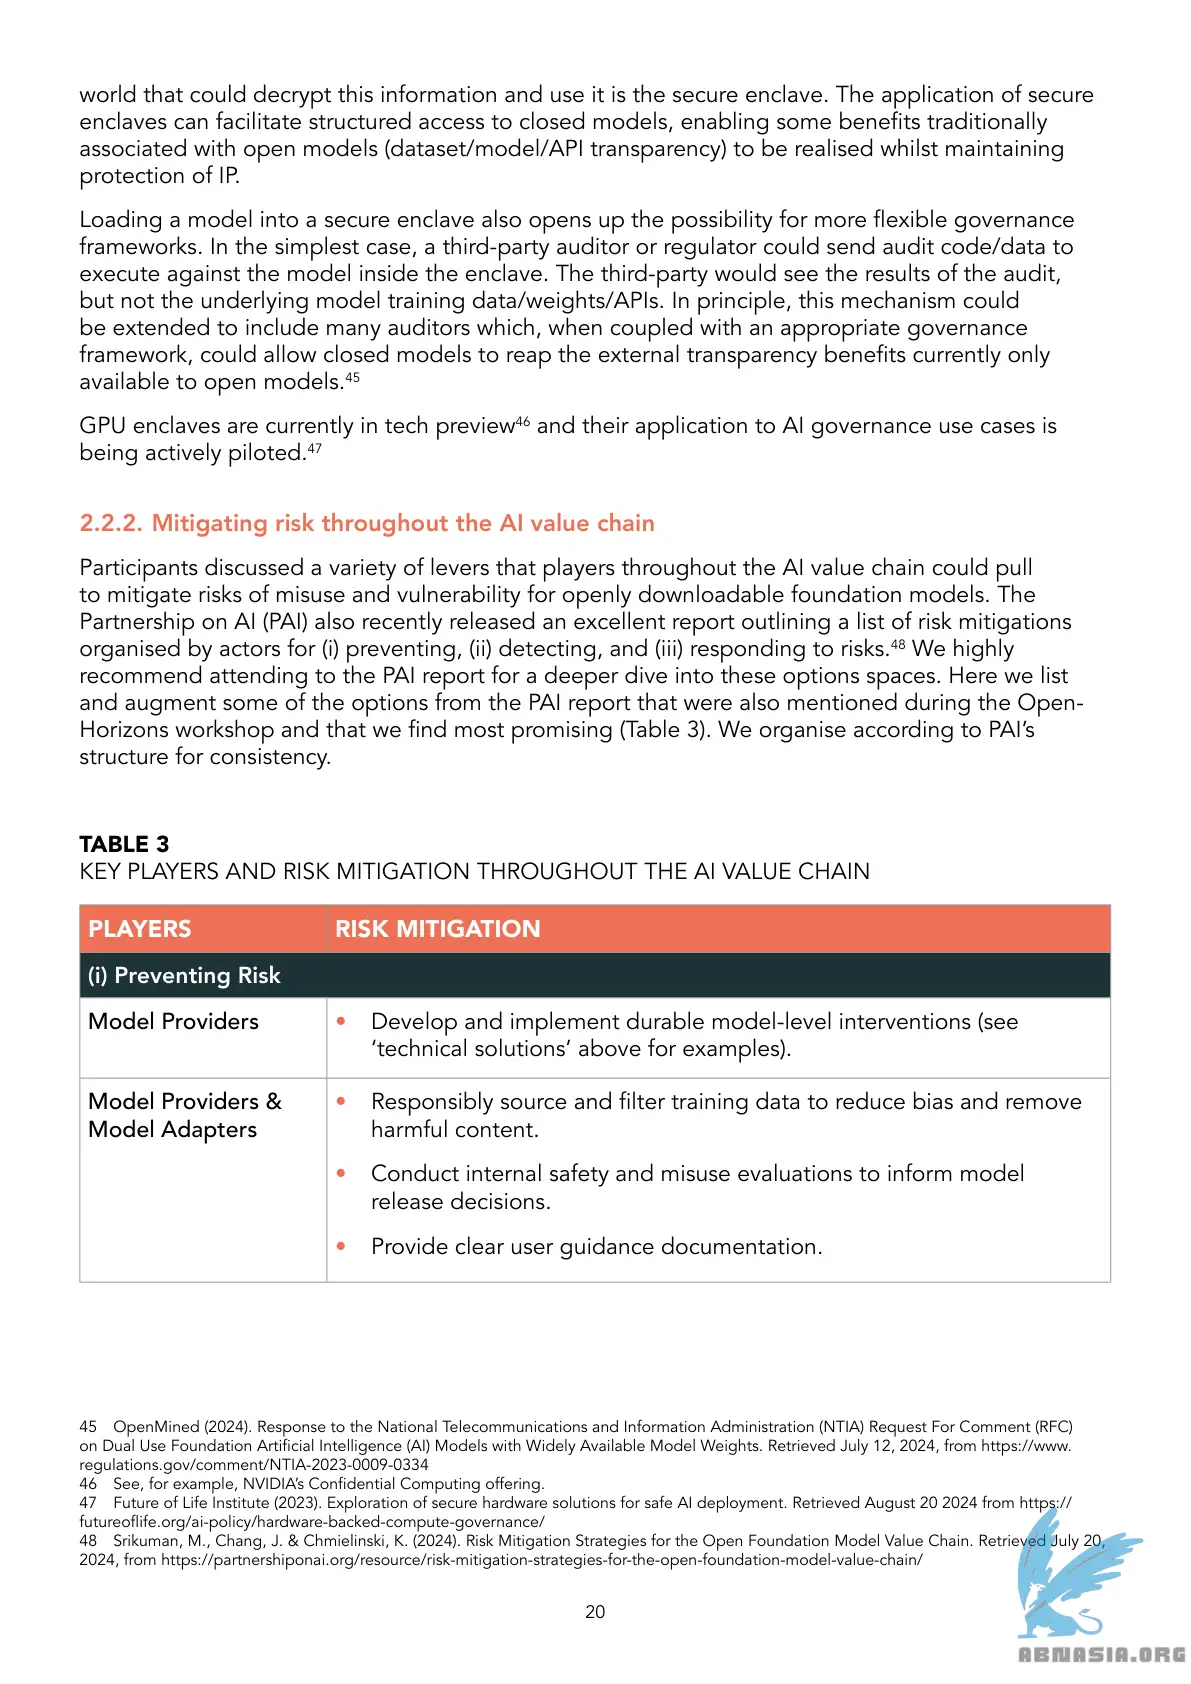 world that could decrypt this information and use it is the secure enclave. The application of secure
enclaves can facilitate structured access to closed models, enabling some benefits traditionally
associated with open models (dataset/model/API transparency) to be realised whilst maintaining
protection of IP.
Loading a model into a secure enclave also opens up the possibility for more flexible governance
frameworks. In the simplest case, a third-party auditor or regulator could send audit code/data to
execute against the model inside the enclave. The third-party would see the results of the audit,
but not the underlying model training data/weights/APIs. In principle, this mechanism could
be extended to include many auditors which, when coupled with an appropriate governance
framework, could allow closed models to reap the external transparency benefits currently only
available to open models.45
GPU enclaves are currently in tech preview46 and their application to AI governance use cases is
being actively piloted.47
2.2.2. Mitigating risk throughout the AI value chain
Participants discussed a variety of levers that players throughout the AI value chain could pull
to mitigate risks of misuse and vulnerability for openly downloadable foundation models. The
Partnership on AI (PAI) also recently released an excellent report outlining a list of risk mitigations
organised by actors for (i) preventing, (ii) detecting, and (iii) responding to risks.48 We highly
recommend attending to the PAI report for a deeper dive into these options spaces. Here we list
and augment some of the options from the PAI report that were also mentioned during the Open-
Horizons workshop and that we find most promising (Table 3). We organise according to PAI's
structure for consistency.
TABLE 3
KEY PLAYERS AND RISK MITIGATION THROUGHOUT THE AI VALUE CHAIN
PLAYERS RISK MITIGATION
(i) Preventing Risk
Model Providers • Develop and implement durable model-level interventions (see
‘technical solutions‘ above for examples).
Model Providers & • Responsibly source and filter training data to reduce bias and remove
Model Adapters harmful content.
• Conduct internal safety and misuse evaluations to inform model
release decisions.
• Provide clear user guidance documentation.
45 OpenMined (2024). Response to the National Telecommunications and Information Administration (NTIA) Request For Comment (RFC)
on Dual Use Foundation Artificial Intelligence (AI) Models with Widely Available Model Weights. Retrieved July 12, 2024, from https://www.
regulations.gov/comment/NTIA-2023-0009-0334
46 See, for example, NVIDIA's Confidential Computing offering.
47 Future of Life Institute (2023). Exploration of secure hardware solutions for safe AI deployment. Retrieved August 20 2024 from https://
futureoflife.org/ai-policy/hardware-backed-compute-governance/
48 Srikuman, M., Chang, J. & Chmielinski, K. (2024). Risk Mitigation Strategies for the Open Foundation Model Value Chain. Retrieved July 20,
2024, from https://partnershiponai.org/resource/risk-mitigation-strategies-for-the-open-foundation-model-value-chain/
20
ABNASIA.ORG